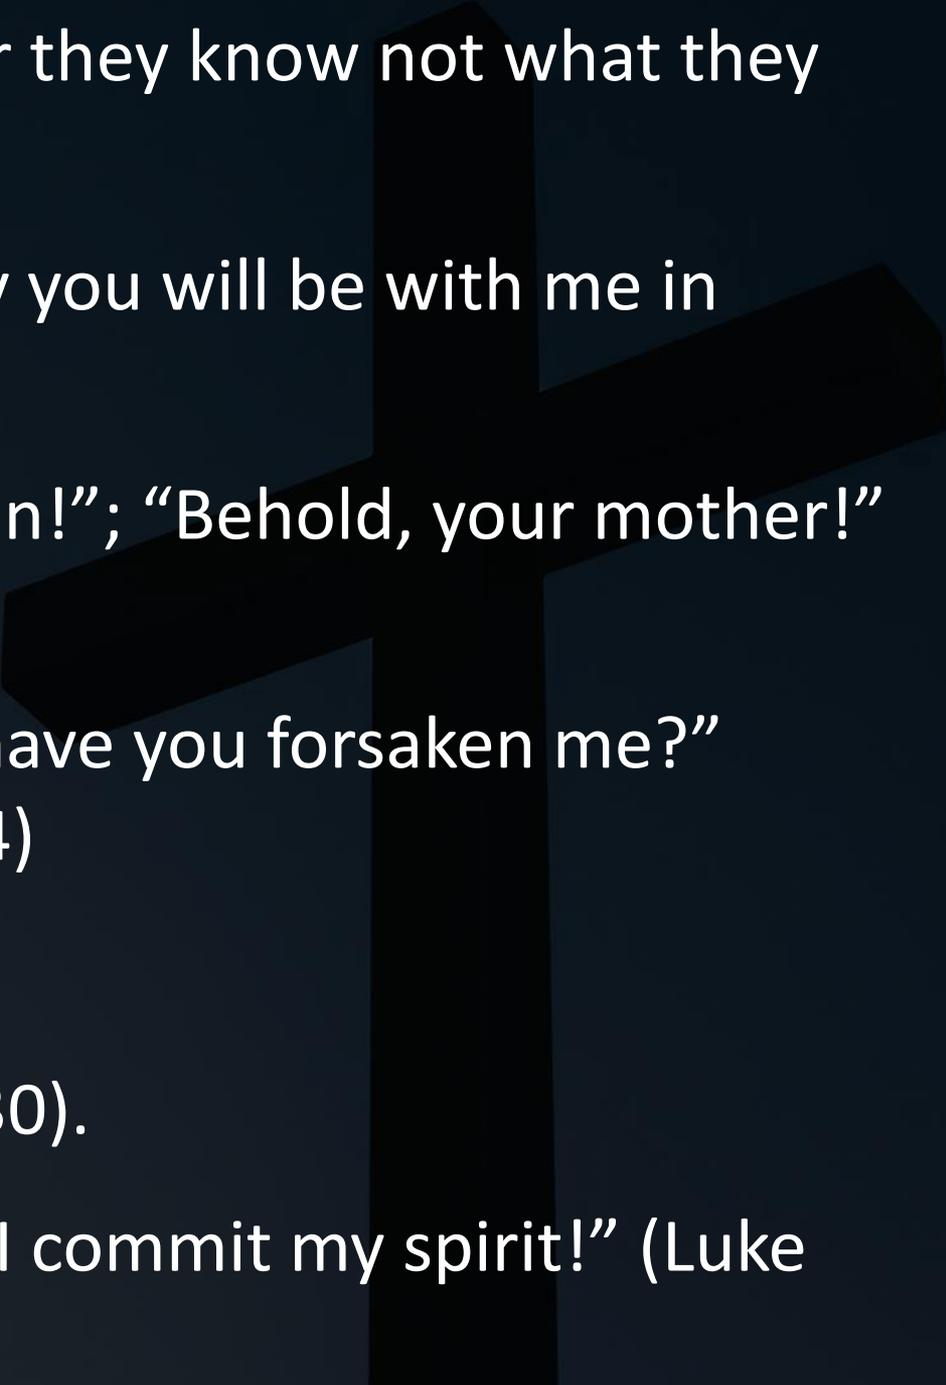 r they know not what they
y you will be with me in
n!”; “Behold, your mother!”
ave you forsaken me?”
4)
30).
I commit my spirit!” (Luke